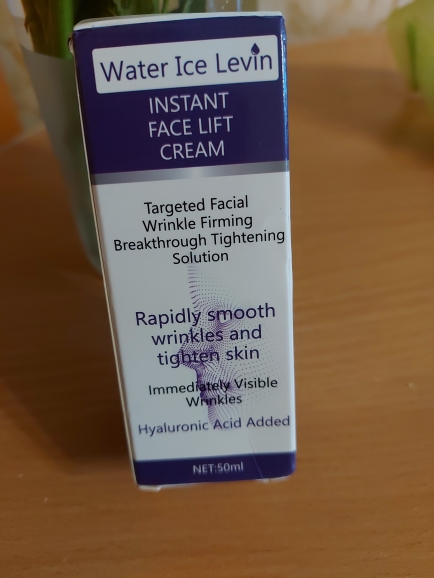 Water Ice Levin
INSTANT
FACE LIFT
CREAM
Targeted Facial
Wrinkle Firming
Breakthrough Tightening
Solution
Rapidly smooth
wrinkles and
tighten skin
Immediately Visible
Wrinkles
Hyaluronic Acid Added
NET:50ml